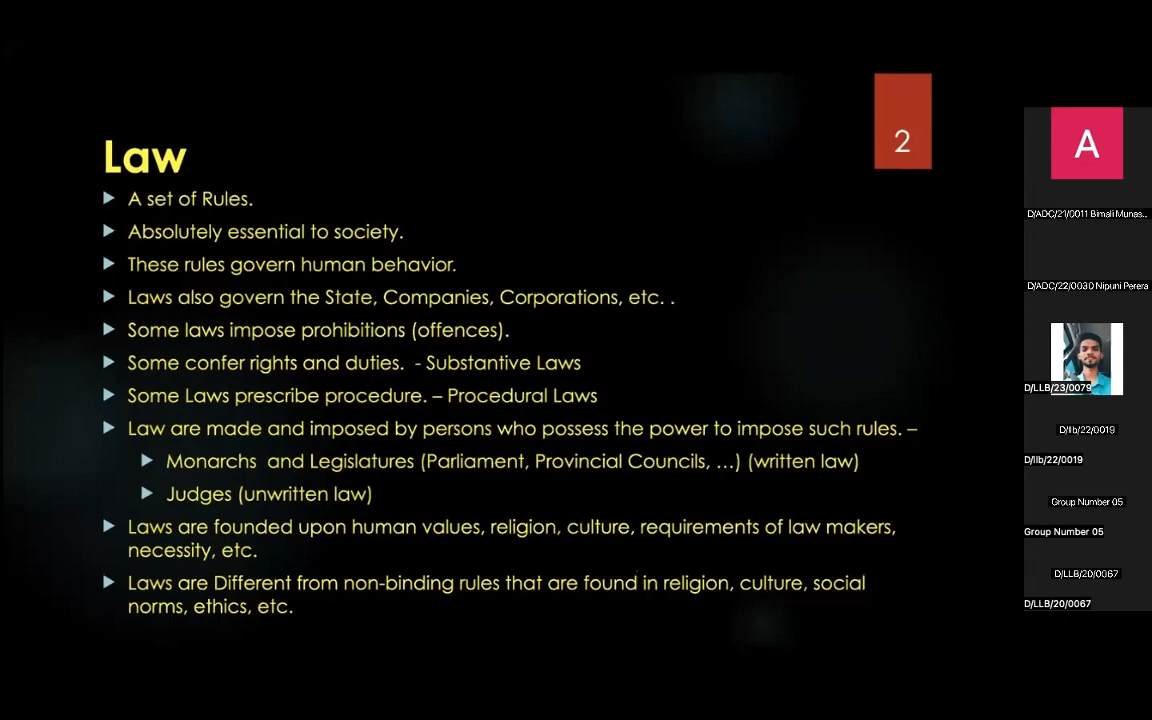 2
Law
A set of Rules.
Absolutely essential to society.
These rules govern human behavior.
Laws also govern the State, Companies, Corporations, etc. .
Some laws impose prohibitions (offences).
Some confer rights and duties. - Substantive Laws
Some Laws prescribe procedure. – Procedural Laws
Law are made and imposed by persons who possess the power to impose such rules. –
Monarchs and Legislatures (Parliament, Provincial Councils, …) (written law)
Judges (unwritten law)
Laws are founded upon human values, religion, culture, requirements of law makers,
necessity, etc.
Laws are Different from non-binding rules that are found in religion, culture, social
norms, ethics, etc.
A
D/ADC/21/0011 Bimali Munas..
D/ADC/22/0030 Nipuni Perera
D/LLB/23/0079
D/llb/22/0019
D/llb/22/0019
Group Number 05
Group Number 05
D/LLB/20/0067
D/LLB/20/0067